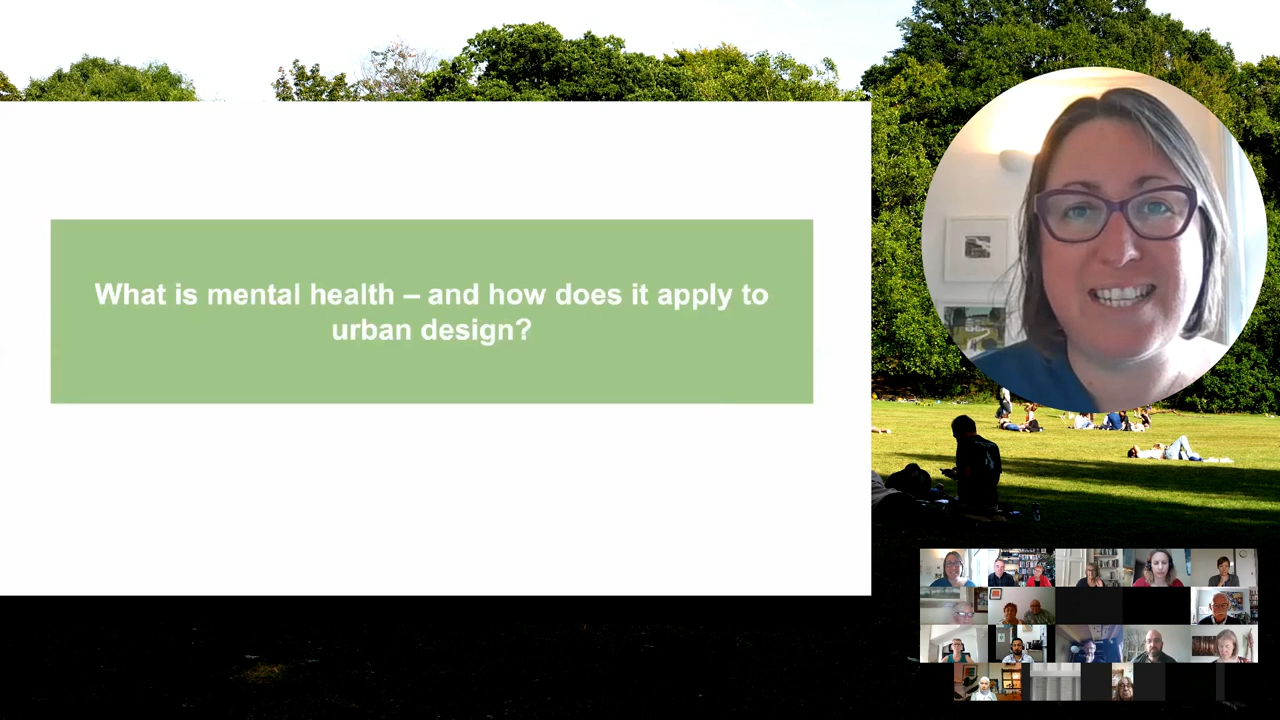 What is mental health – and how does it apply to
urban design?